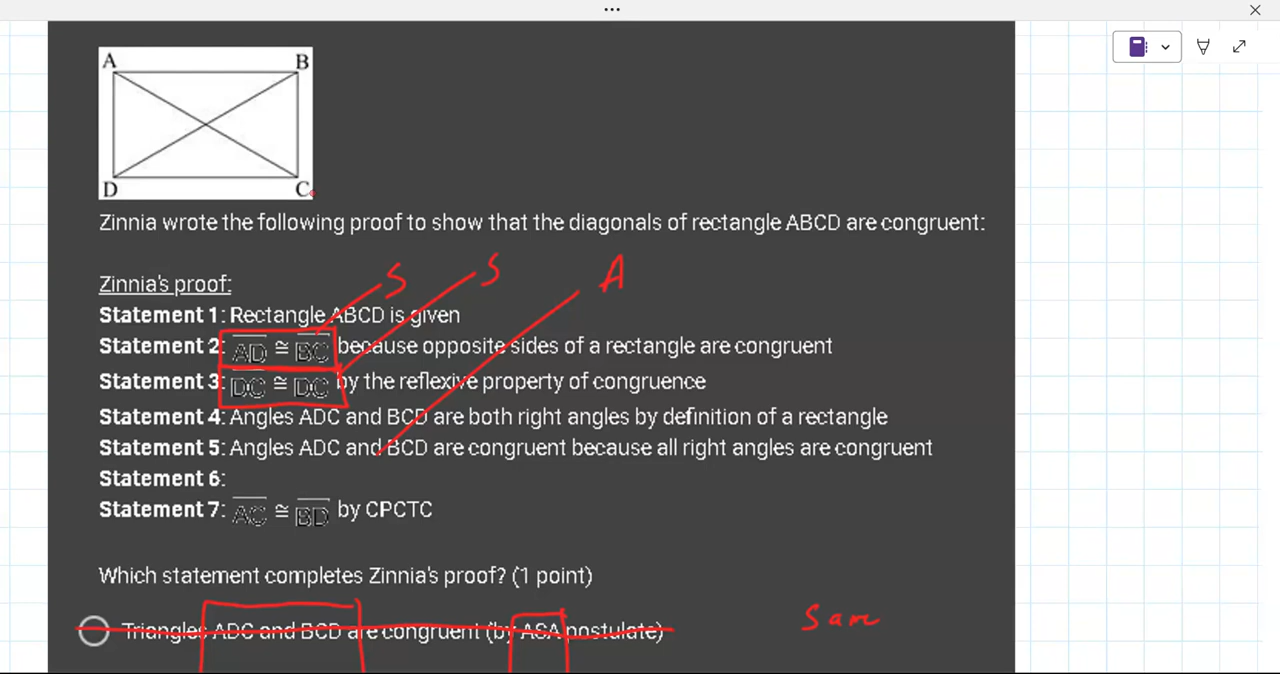 A B
D C
Zinnia wrote the following proof to show that the diagonals of rectangle ABCD are congruent:
S S A
Zinnia's proof:
Statement 1: Rectangle ABCD is given
Statement 2: AD ≅ BC because opposite sides of a rectangle are congruent
Statement 3: DC ≅ DC by the reflexive property of congruence
Statement 4: Angles ADC and BCD are both right angles by definition of a rectangle
Statement 5: Angles ADC and BCD are congruent because all right angles are congruent
Statement 6:
Statement 7: AC ≅ BD by CPCTC
Which statement completes Zinnia's proof? (1 point)
Triangles ADC and BCD are congruent (by ASA postulate) Same